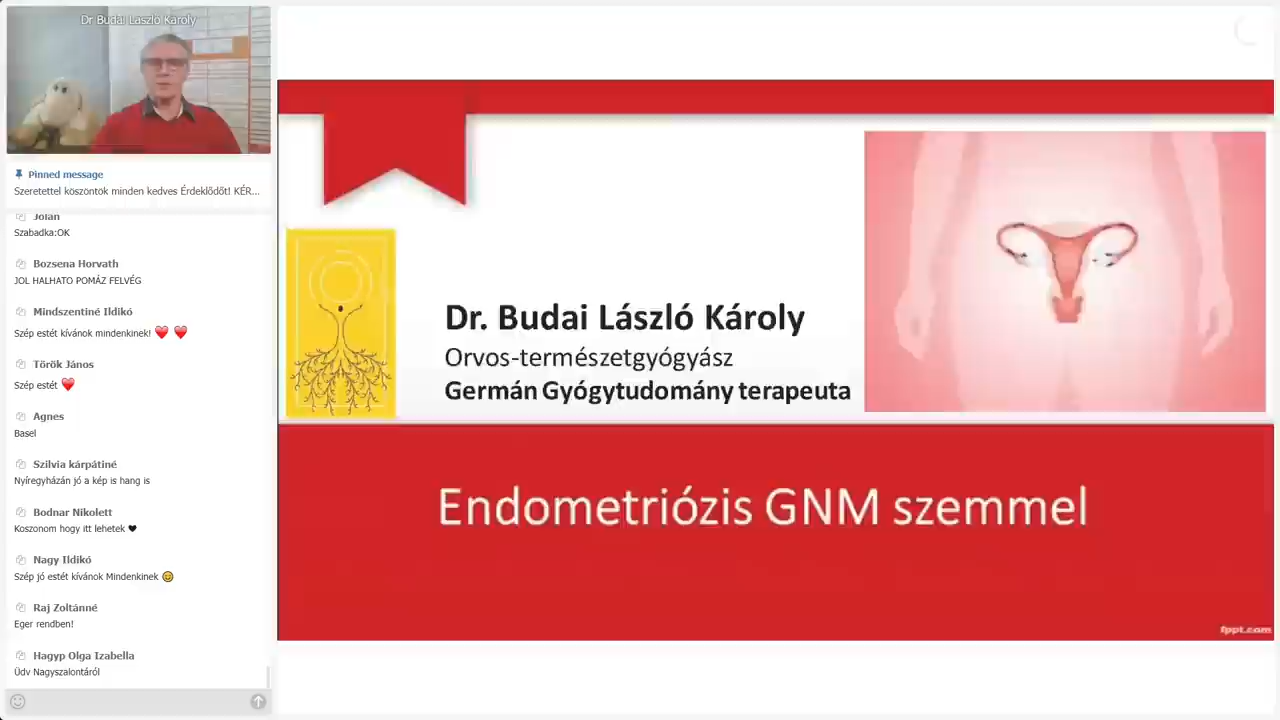 Dr Budai László Károly
Pinned message
Szeretettel köszöntök minden kedves Érdeklődőt! KÉR...
Jolán
Szabadka:OK
Bozsena Horvath
JOL HALHATO POMÁZ FELVÉG
Mindszentiné Ildikó
Szép estét kívánok mindenkinek! ❤️ ❤️
Török János
Szép estét ❤️
Agnes
Basel
Szilvia kárpátiné
Nyíregyházán jó a kép is hang is
Bodnar Nikolett
Koszonom hogy itt lehetek ♥
Nagy Ildikó
Szép jó estét kívánok Mindenkinek 😊
Raj Zoltánné
Eger rendben!
Hagyp Olga Izabella
Üdv Nagyszalontáról
Dr. Budai László Károly
Orvos-természetgyógyász
Germán Gyógytudomány terapeuta
Endometriózis GNM szemmel
fppt.com